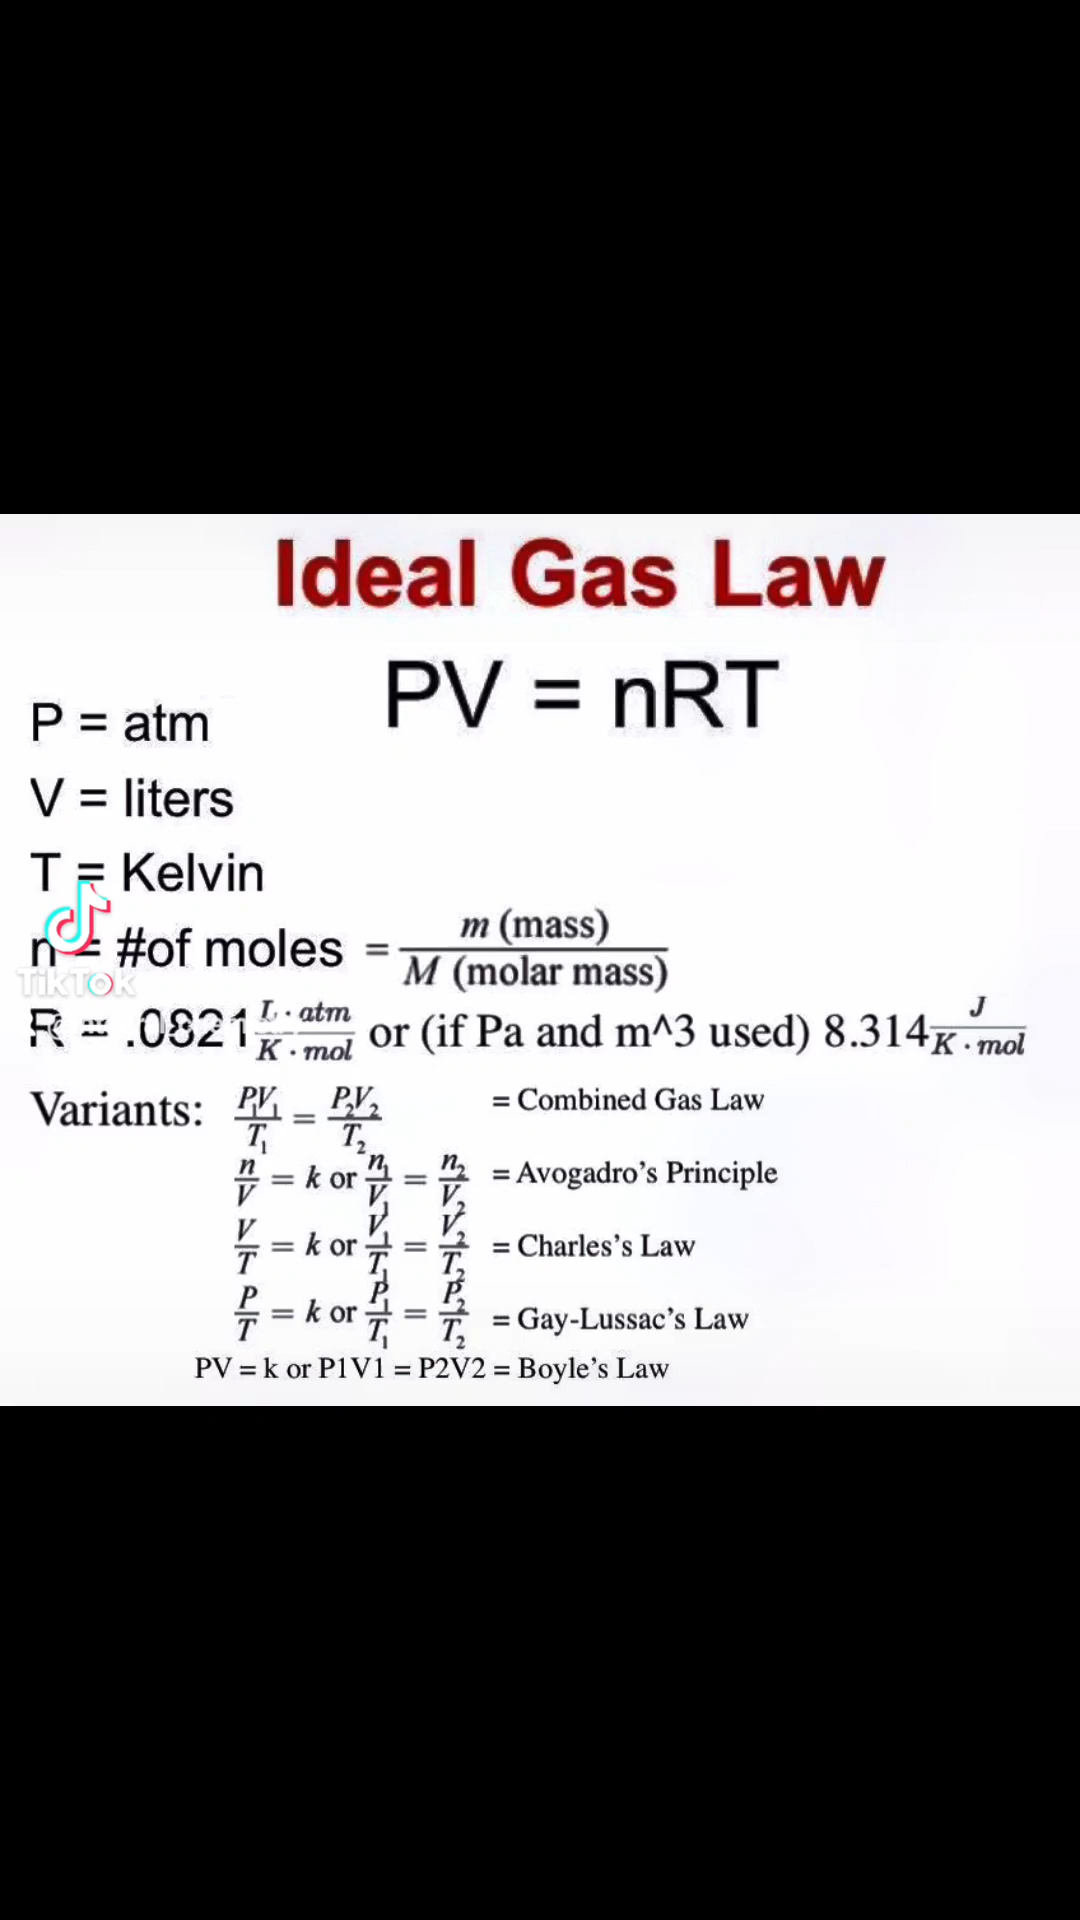 Ideal Gas Law
PV = nRT
P = atm
V = liters
T = Kelvin
n = #of moles = m (mass) / M (molar mass)
TikTok
R = .0821 L · atm / K · mol or (if Pa and m^3 used) 8.314 J / K · mol
Variants: P₁V₁ / T₁ = P₂V₂ / T₂ = Combined Gas Law
n / V = k or n₁ / V₁ = n₂ / V₂ = Avogadro's Principle
V / T = k or V₁ / T₁ = V₂ / T₂ = Charles's Law
P / T = k or P₁ / T₁ = P₂ / T₂ = Gay-Lussac's Law
PV = k or P1V1 = P2V2 = Boyle's Law